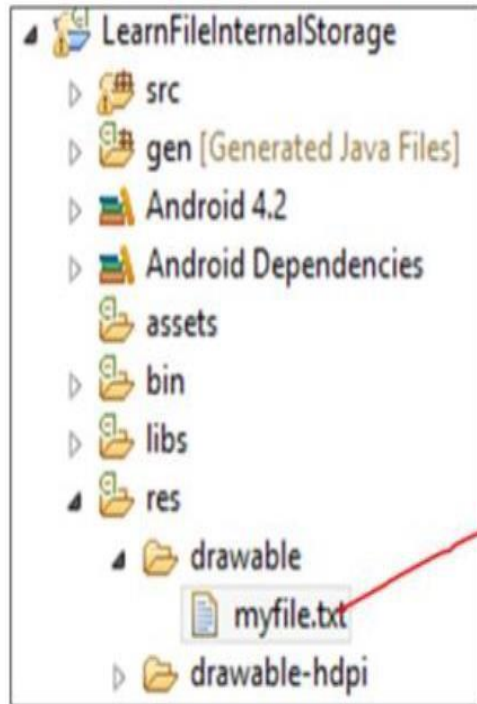 LearnFileInternalStorage
src
gen [Generated Java Files]
Android 4.2
Android Dependencies
assets
bin
libs
res
drawable
myfile.txt
drawable-hdpi